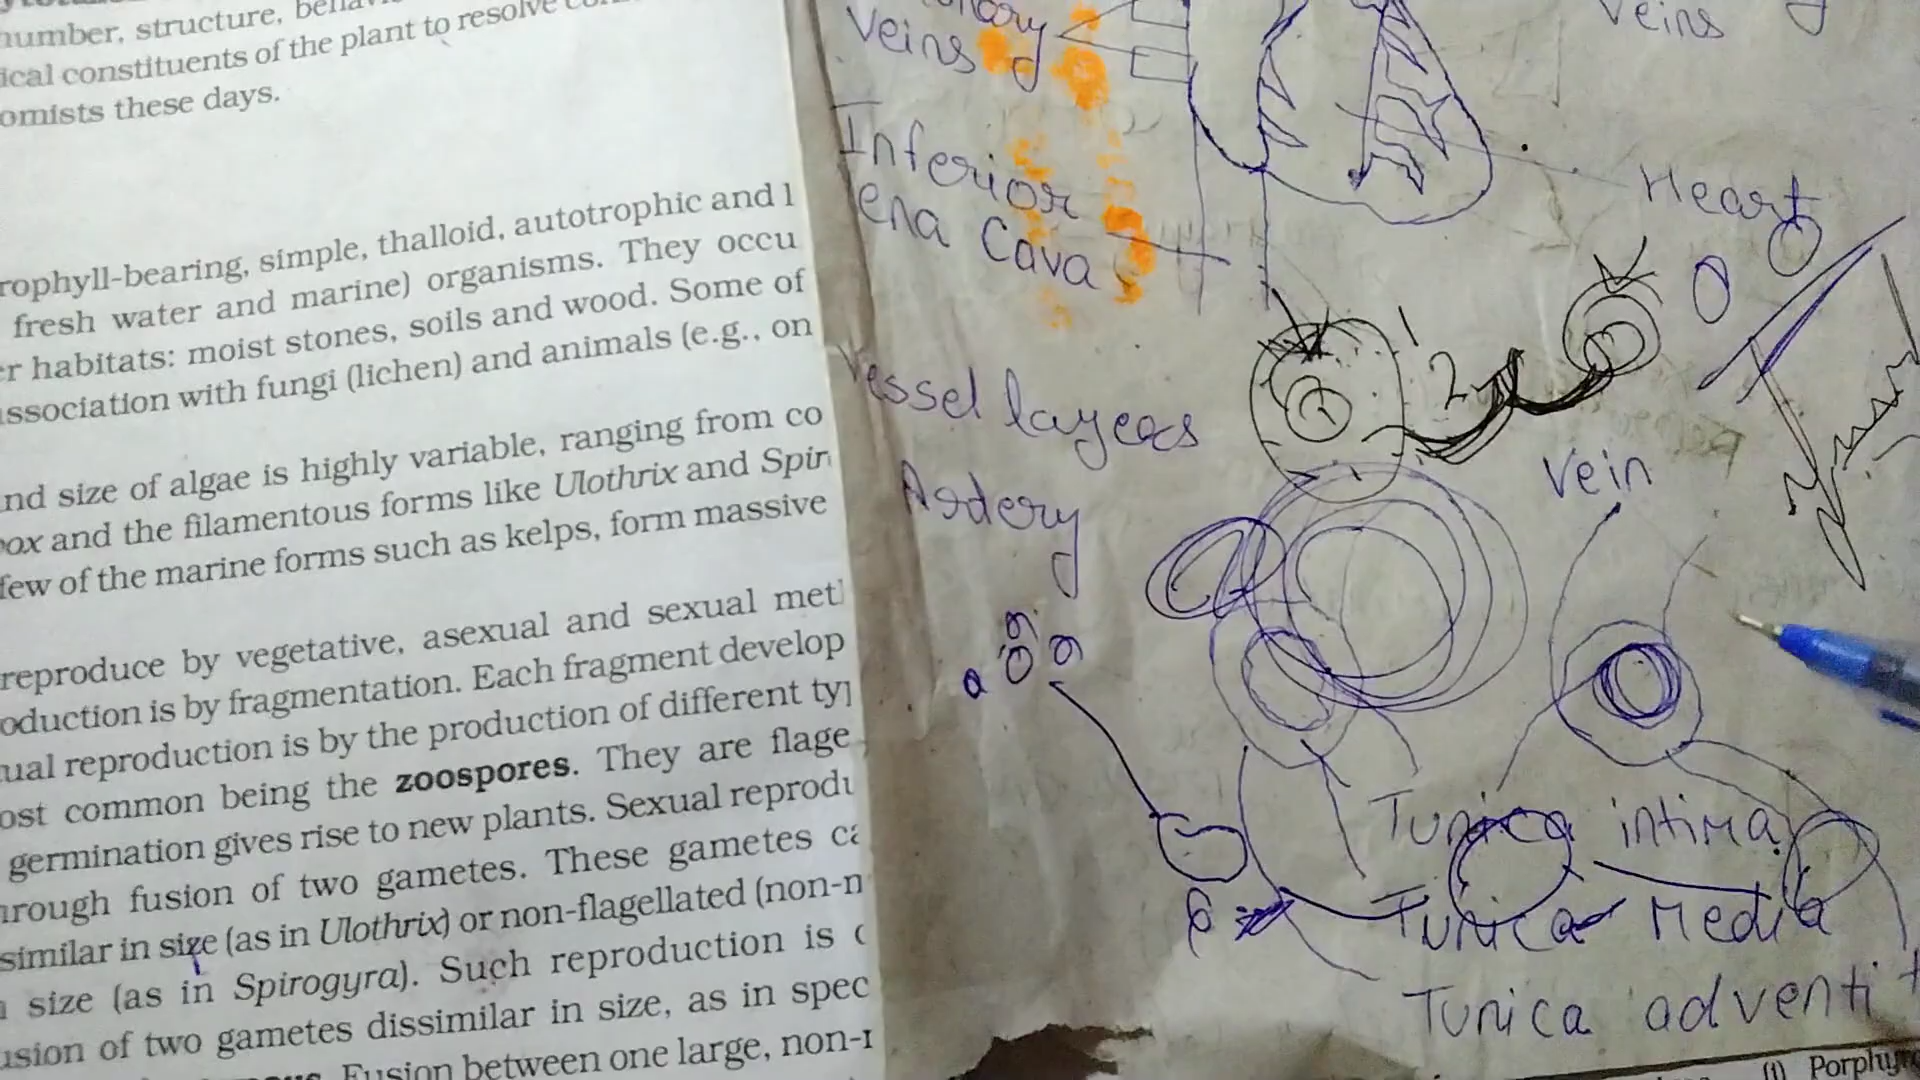 number, structure,
ical constituents of the plant to resolve
omists these days.
rophyll-bearing, simple, thalloid, autotrophic and l
fresh water and marine) organisms. They occu
er habitats: moist stones, soils and wood. Some of
association with fungi (lichen) and animals (e.g., on
nd size of algae is highly variable, ranging from co
ox and the filamentous forms like Ulothrix and Spir
few of the marine forms such as kelps, form massive
reproduce by vegetative, asexual and sexual met
oduction is by fragmentation. Each fragment develop
ual reproduction is by the production of different ty
ost common being the zoospores. They are flage
germination gives rise to new plants. Sexual reprodu
hrough fusion of two gametes. These gametes ca
similar in size (as in Ulothrix) or non-flagellated (non-n
size (as in Spirogyra). Such reproduction is
usion of two gametes dissimilar in size, as in spec
Fusion between one large, non-
Veins
Veins
Inferior
ena Cava
Heart
Vessel layers
1
2
Artery
Vein
Tunica intima
Tunica Media
Tunica adventit
(i) Porphyr